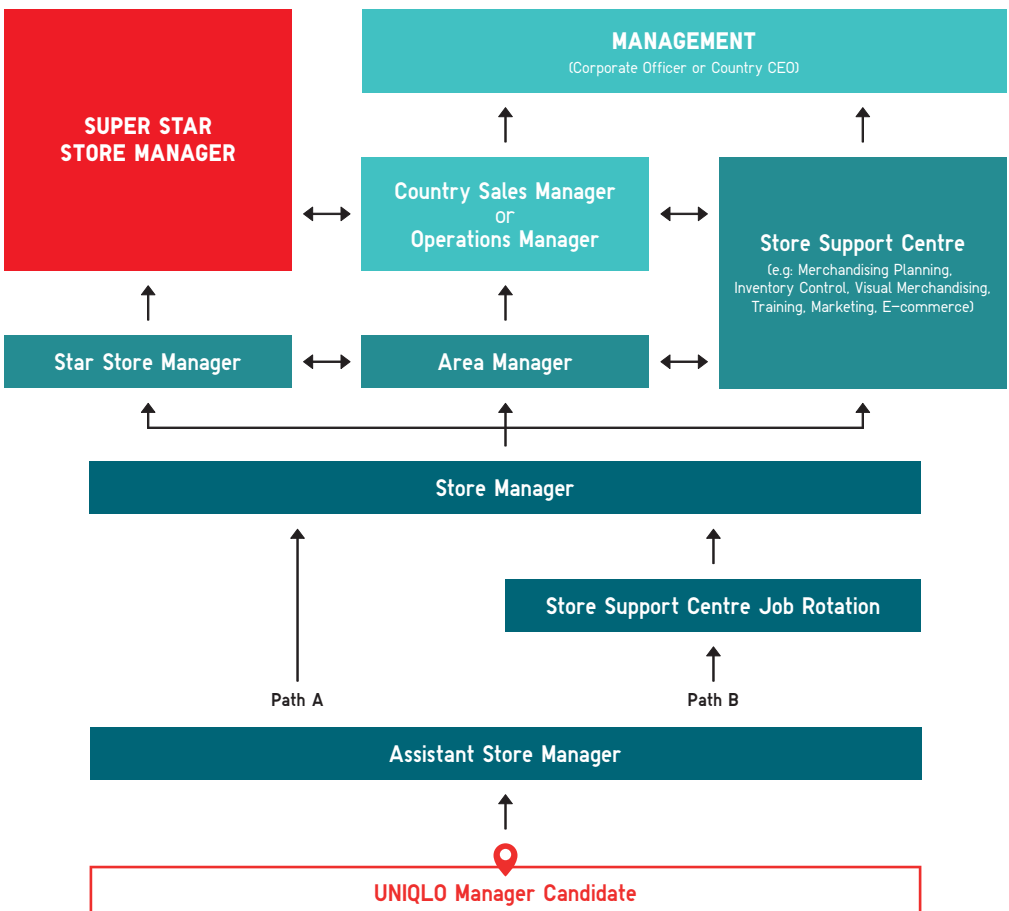 MANAGEMENT
(Corporate Officer or Country CEO)
SUPER STAR
STORE MANAGER
Country Sales Manager
or
Operations Manager
Store Support Centre
(e.g: Merchandising Planning,
Inventory Control, Visual Merchandising,
Training, Marketing, E-commerce)
Star Store Manager
Area Manager
Store Manager
Store Support Centre Job Rotation
Path A
Path B
Assistant Store Manager
UNIQLO Manager Candidate